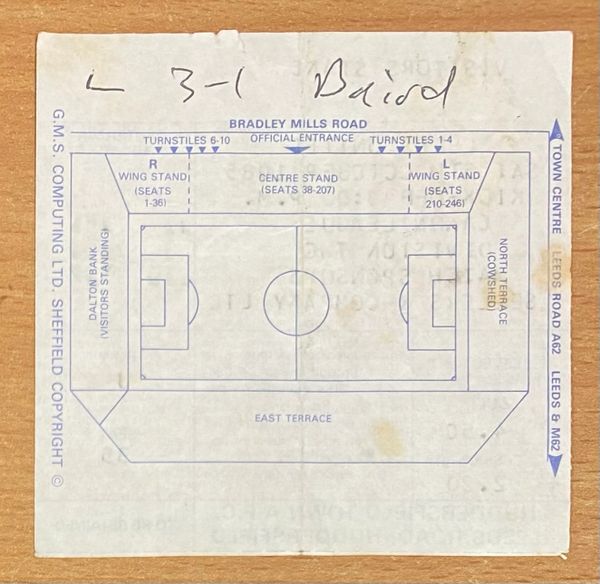 L 3-1 Baird
BRADLEY MILLS ROAD
TURNSTILES 6-10 OFFICIAL ENTRANCE TURNSTILES 1-4
R
WING STAND
(SEATS
1-36)
CENTRE STAND
(SEATS 38-207)
L
WING STAND
(SEATS
210-246)
DALTON BANK
(VISITORS STANDING)
NORTH TERRACE
(COWSHED)
EAST TERRACE
G.M.S. COMPUTING LTD. SHEFFIELD COPYRIGHT ©
TOWN CENTRE LEEDS ROAD A62 LEEDS & M62